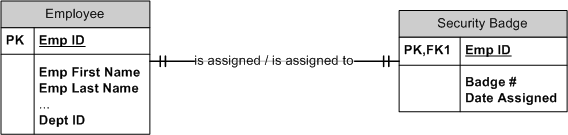 Employee
PK Emp ID
Emp First Name
Emp Last Name
...
Dept ID
is assigned / is assigned to
Security Badge
PK,FK1 Emp ID
Badge #
Date Assigned